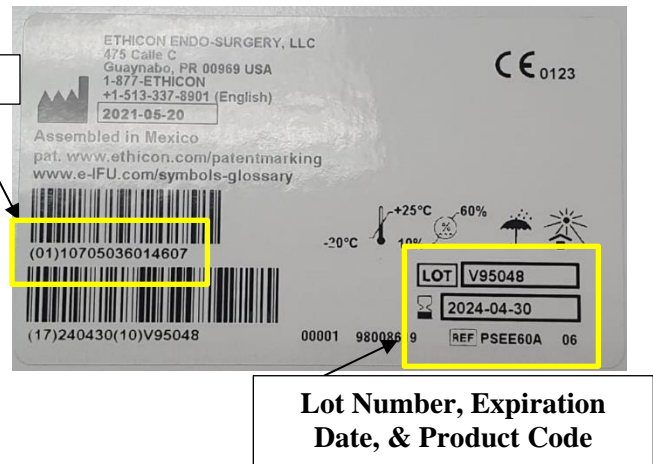 ETHICON ENDO-SURGERY, LLC
475 Calle C
Guaynabo, PR 00969 USA
1-877-ETHICON
+1-513-337-8901 (English)
2021-05-20
CE 0123
Assembled in Mexico
pat. www.ethicon.com/patentmarking
www.e-IFU.com/symbols-glossary
+25°C 60%
-20°C 10%
(01)10705036014607
LOT V95048
2024-04-30
(17)240430(10)V95048 00001 REF PSEE60A 06
Lot Number, Expiration
Date, & Product Code